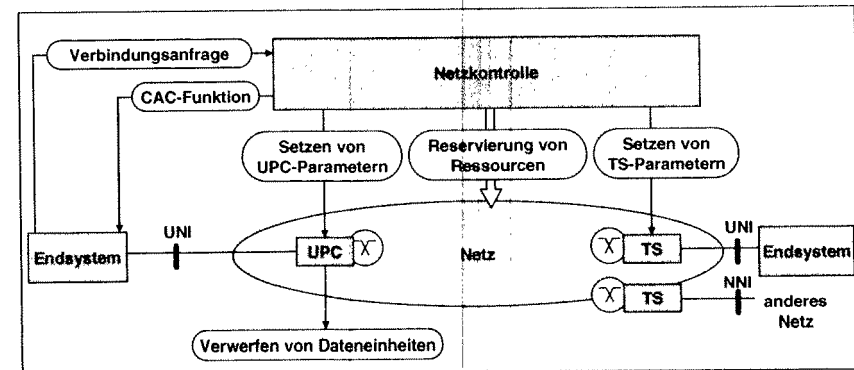 Verbindungsanfrage
Netzkontrolle
CAC-Funktion
Setzen von
UPC-Parametern
Reservierung von
Ressourcen
Setzen von
TS-Parametern
UNI
UNI
Endsystem
UPC
Netz
TS
Endsystem
NNI
TS
anderes
Netz
Verwerfen von Dateneinheiten